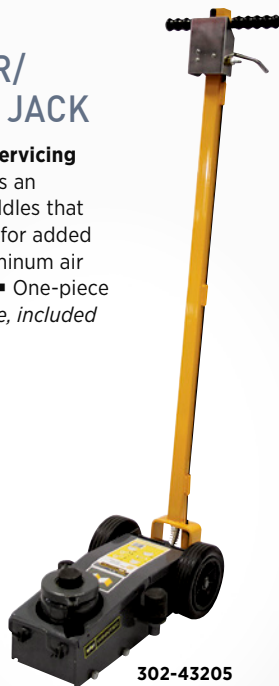 R/
JACK
ervicing
s an
ddles that
for added
minum air
▪ One-piece
e, included
302-43205